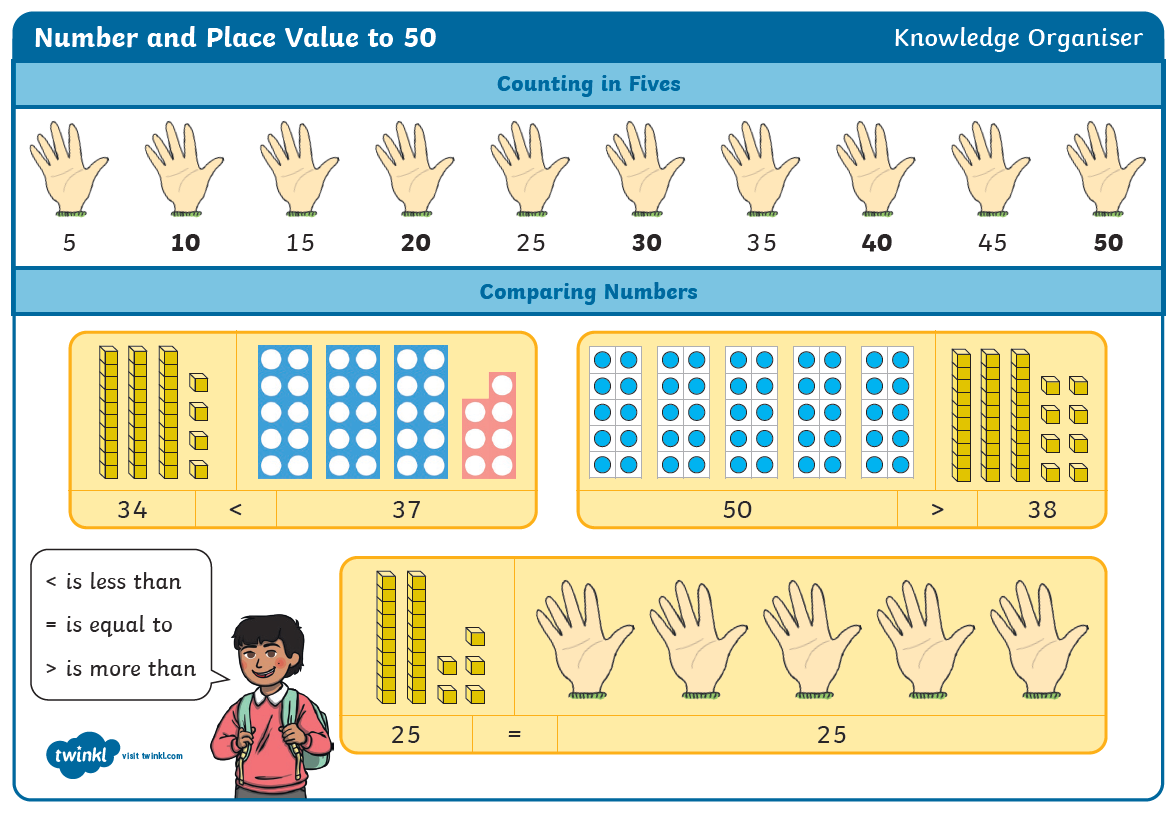 Number and Place Value to 50
Knowledge Organiser
Counting in Fives
5 10 15 20 25 30 35 40 45 50
Comparing Numbers
34 < 37
50 > 38
< is less than
= is equal to
> is more than
25 = 25
twinkl visit twinkl.com